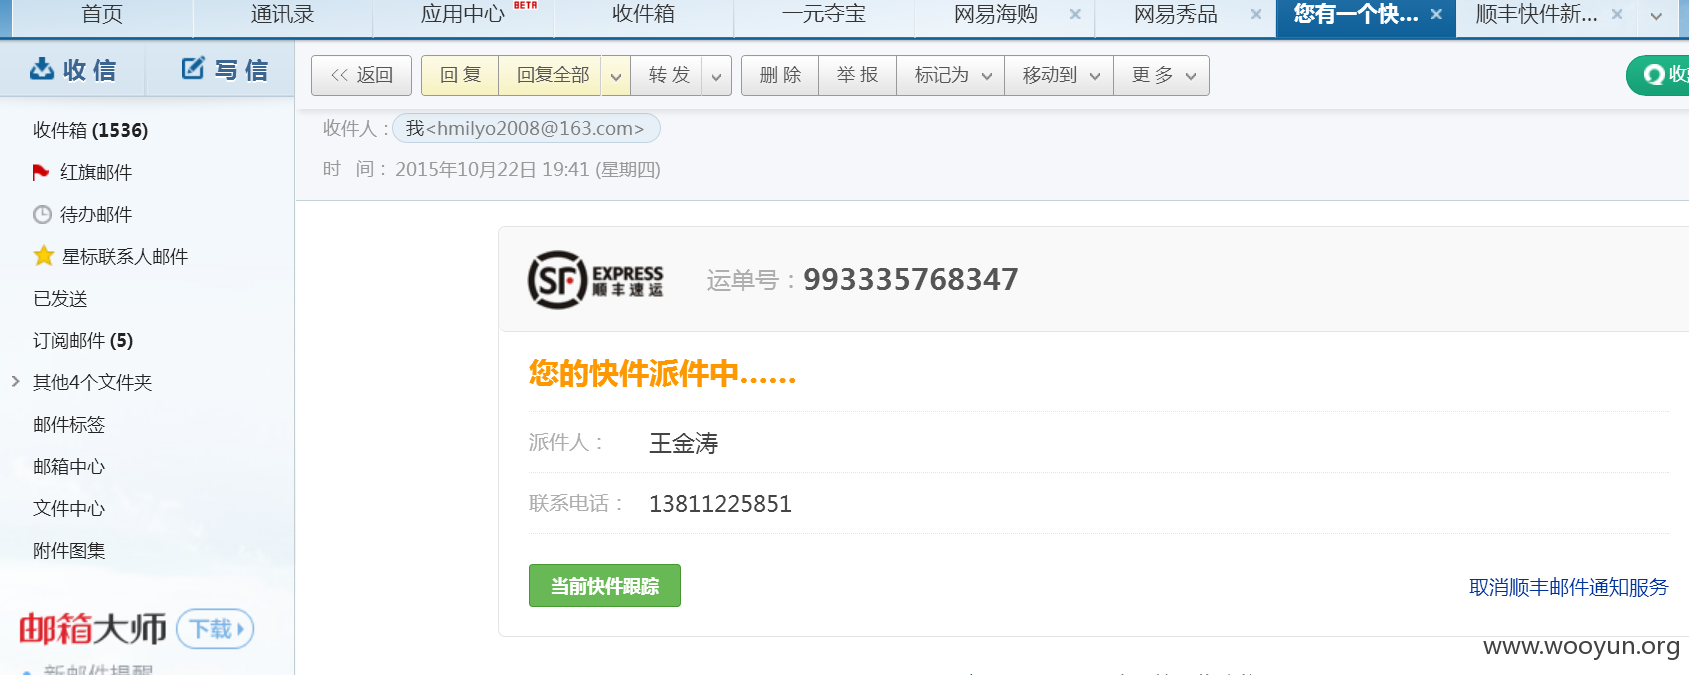 首页 通讯录 应用中心 BETA 收件箱 一元夺宝 网易海购 × 网易秀品 × 您有一个快... × 顺丰快件新... ×
收信 写信
<< 返回 回复 回复全部 转发 删除 举报 标记为 移动到 更多
收件箱 (1536)
红旗邮件
待办邮件
星标联系人邮件
已发送
订阅邮件 (5)
其他4个文件夹
邮件标签
邮箱中心
文件中心
附件图集
邮箱大师 下载
新邮件提醒
收件人：我<hmilyo2008@163.com>
时 间：2015年10月22日 19:41 (星期四)
SF EXPRESS
顺丰速运
运单号：993335768347
您的快件派件中......
派件人： 王金涛
联系电话： 13811225851
当前快件跟踪 取消顺丰邮件通知服务
www.wooyun.org